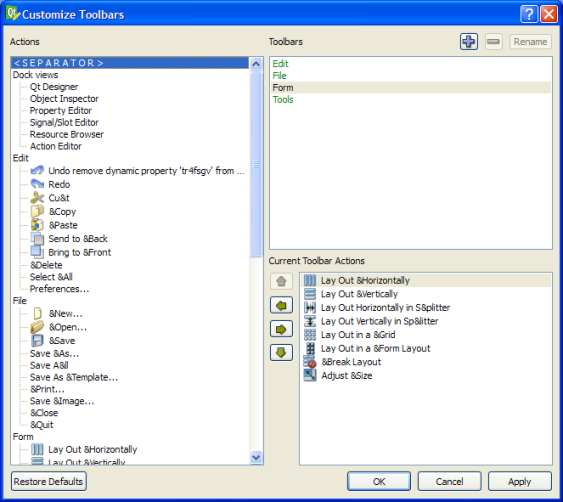 Customize Toolbars
Actions
<SEPARATOR>
Dock views
Qt Designer
Object Inspector
Property Editor
Signal/Slot Editor
Resource Browser
Action Editor
Edit
Undo remove dynamic property 'tr4fsgv' from ...
Redo
Cu&t
&Copy
&Paste
Send to &Back
Bring to &Front
&Delete
Select &All
Preferences...
File
&New...
&Open...
&Save
Save &As...
Save A&ll
Save As &Template...
&Print...
Save &Image...
&Close
&Quit
Form
Lay Out &Horizontally
Lay Out &Vertically
Toolbars
Rename
Edit
File
Form
Tools
Current Toolbar Actions
Lay Out &Horizontally
Lay Out &Vertically
Lay Out Horizontally in S&plitter
Lay Out Vertically in Sp&litter
Lay Out in a &Grid
Lay Out in a &Form Layout
&Break Layout
Adjust &Size
Restore Defaults
OK
Cancel
Apply